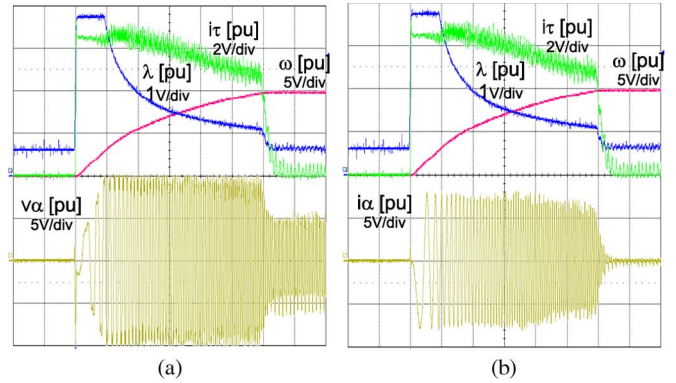 iτ [pu]
2V/div
λ [pu]
1V/div
ω [pu]
5V/div
vα [pu]
5V/div
(a)
iτ [pu]
2V/div
λ [pu]
1V/div
ω [pu]
5V/div
iα [pu]
5V/div
(b)